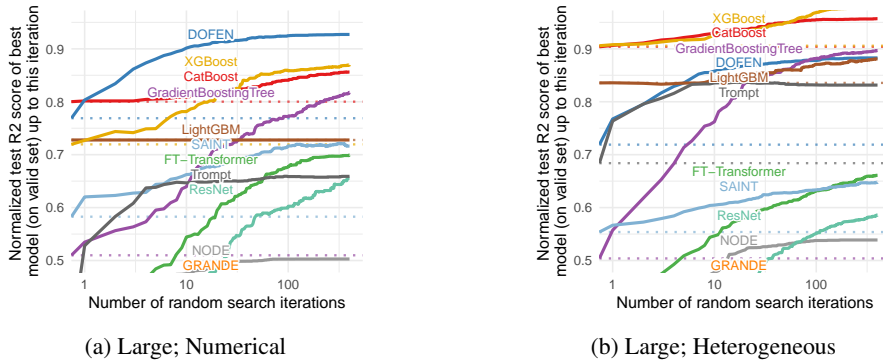 Normalized test R2 score of best
model (on valid set) up to this iteration
0.9
0.8
0.7
0.6
0.5
DOFEN
XGBoost
CatBoost
GradientBoostingTree
LightGBM
SAINT
FT-Transformer
Trompt
ResNet
NODE
GRANDE
1
10
100
Number of random search iterations
(a) Large; Numerical
Normalized test R2 score of best
model (on valid set) up to this iteration
0.9
0.8
0.7
0.6
0.5
XGBoost
CatBoost
GradientBoostingTree
DOFEN
LightGBM
Trompt
FT-Transformer
SAINT
ResNet
NODE
GRANDE
1
10
100
Number of random search iterations
(b) Large; Heterogeneous